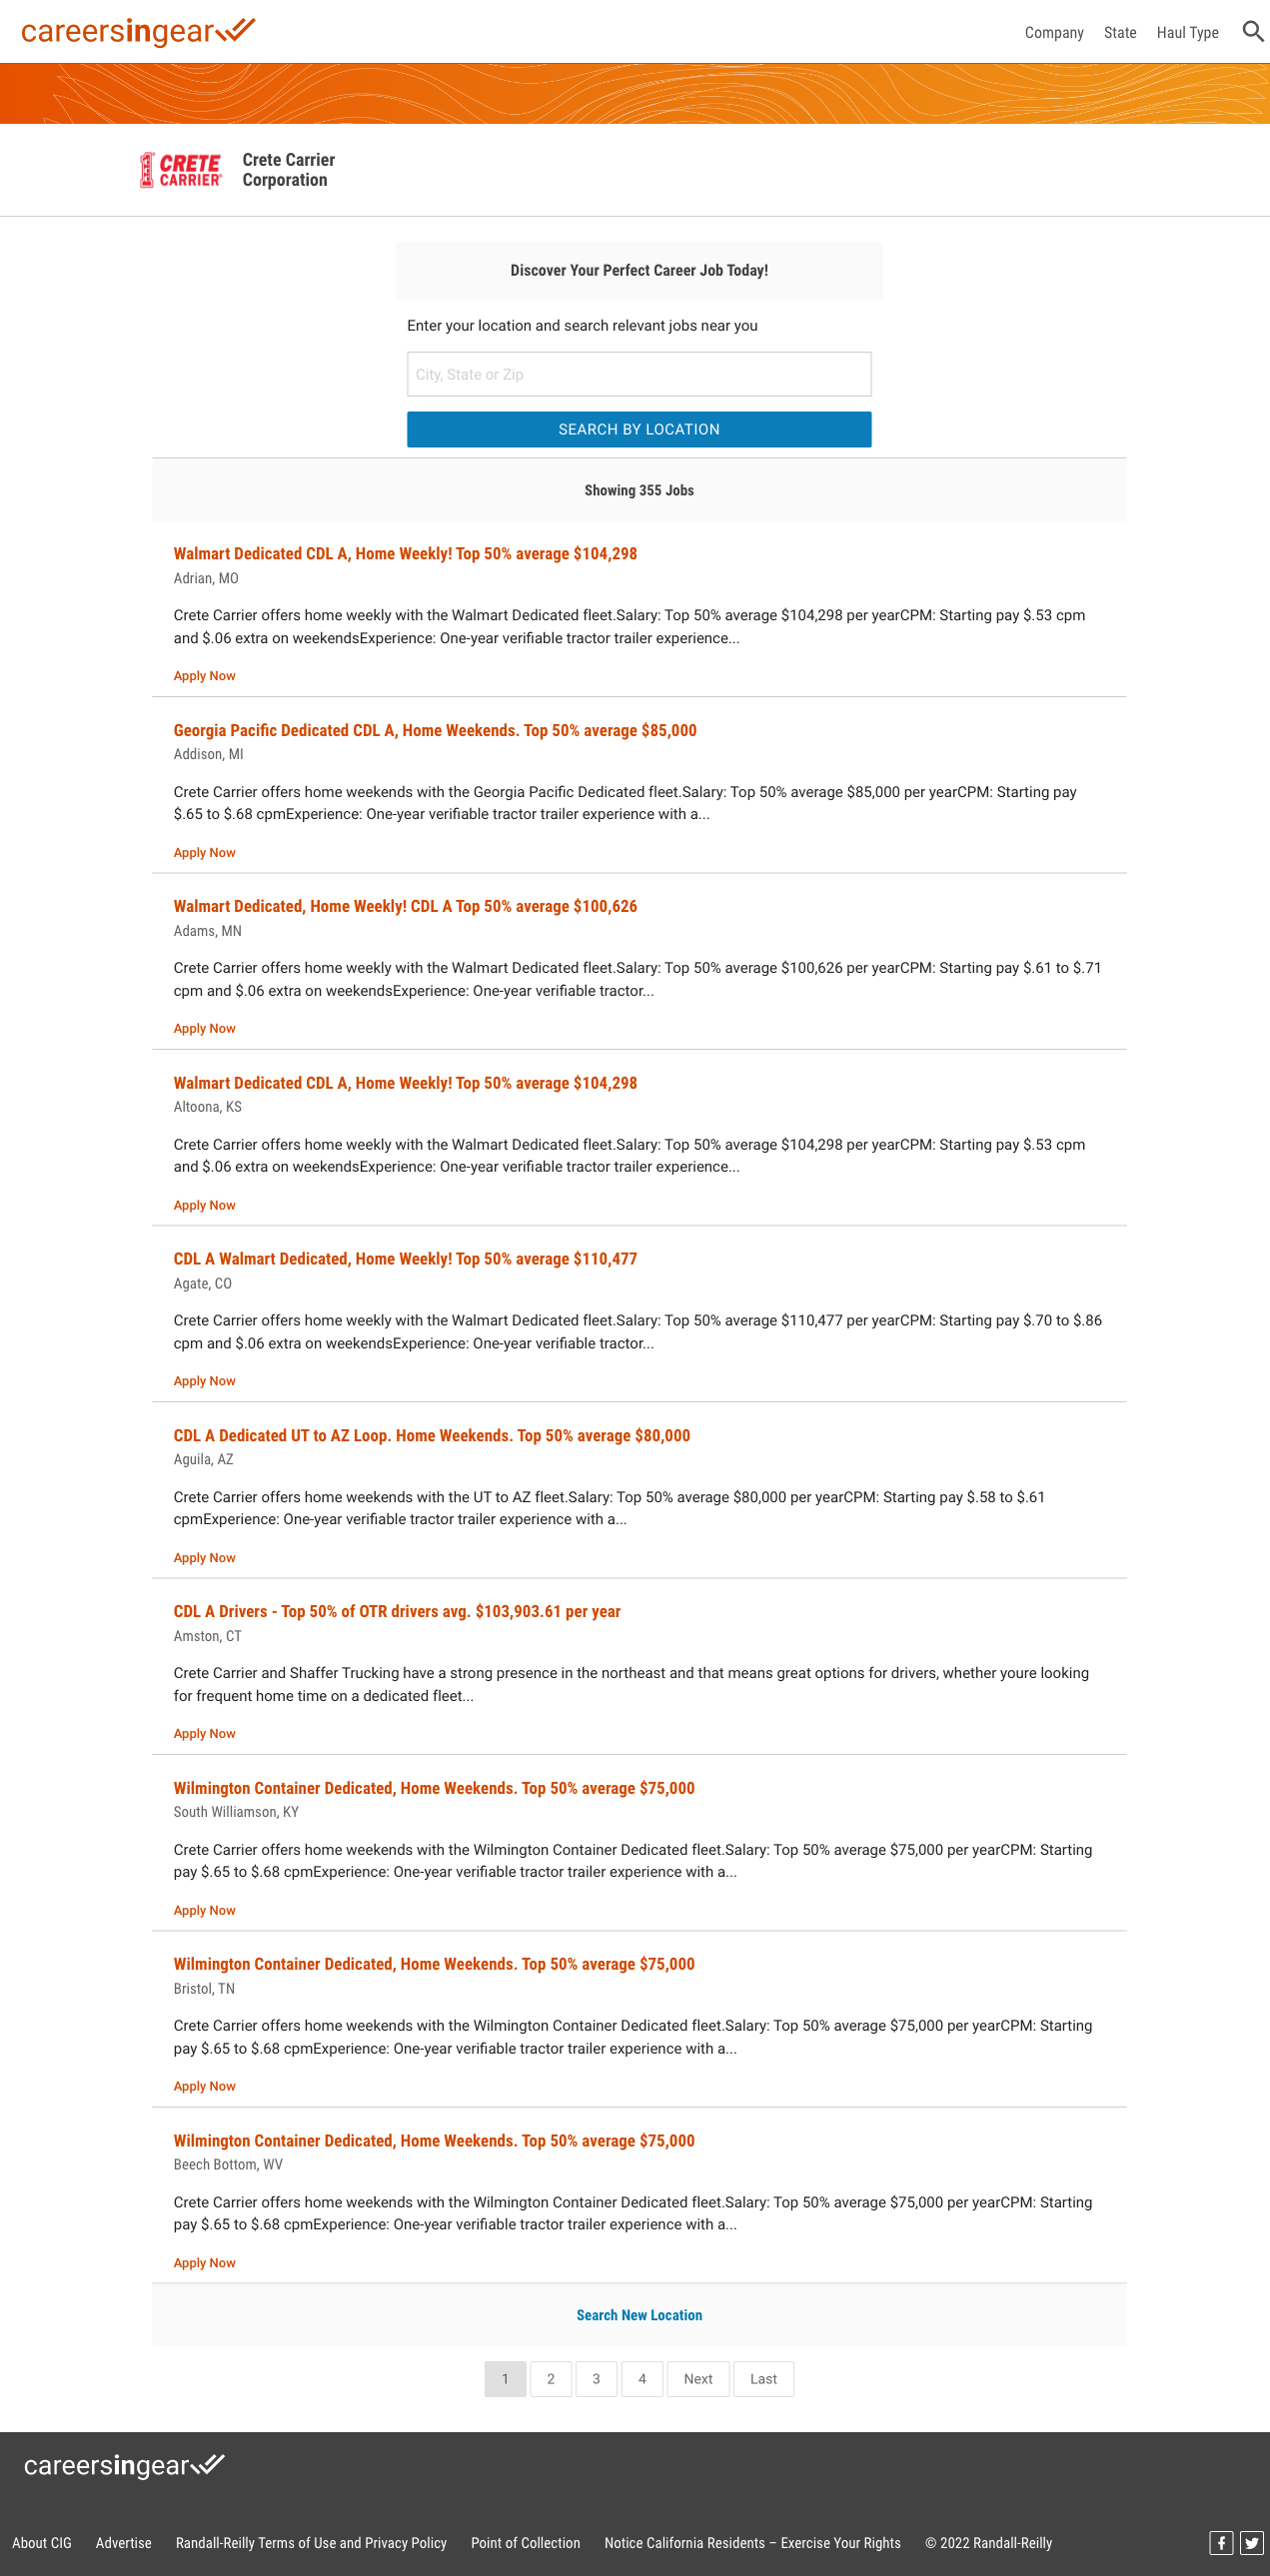 careersingear
Company State Haul Type
CRETE
CARRIER
Crete Carrier
Corporation
Discover Your Perfect Career Job Today!
Enter your location and search relevant jobs near you
City, State or Zip
SEARCH BY LOCATION
Showing 355 Jobs
Walmart Dedicated CDL A, Home Weekly! Top 50% average $104,298
Adrian, MO
Crete Carrier offers home weekly with the Walmart Dedicated fleet.Salary: Top 50% average $104,298 per yearCPM: Starting pay $.53 cpm
and $.06 extra on weekendsExperience: One-year verifiable tractor trailer experience...
Apply Now
Georgia Pacific Dedicated CDL A, Home Weekends. Top 50% average $85,000
Addison, MI
Crete Carrier offers home weekends with the Georgia Pacific Dedicated fleet.Salary: Top 50% average $85,000 per yearCPM: Starting pay
$.65 to $.68 cpmExperience: One-year verifiable tractor trailer experience with a...
Apply Now
Walmart Dedicated, Home Weekly! CDL A Top 50% average $100,626
Adams, MN
Crete Carrier offers home weekly with the Walmart Dedicated fleet.Salary: Top 50% average $100,626 per yearCPM: Starting pay $.61 to $.71
cpm and $.06 extra on weekendsExperience: One-year verifiable tractor...
Apply Now
Walmart Dedicated CDL A, Home Weekly! Top 50% average $104,298
Altoona, KS
Crete Carrier offers home weekly with the Walmart Dedicated fleet.Salary: Top 50% average $104,298 per yearCPM: Starting pay $.53 cpm
and $.06 extra on weekendsExperience: One-year verifiable tractor trailer experience...
Apply Now
CDL A Walmart Dedicated, Home Weekly! Top 50% average $110,477
Agate, CO
Crete Carrier offers home weekly with the Walmart Dedicated fleet.Salary: Top 50% average $110,477 per yearCPM: Starting pay $.70 to $.86
cpm and $.06 extra on weekendsExperience: One-year verifiable tractor...
Apply Now
CDL A Dedicated UT to AZ Loop. Home Weekends. Top 50% average $80,000
Aguila, AZ
Crete Carrier offers home weekends with the UT to AZ fleet.Salary: Top 50% average $80,000 per yearCPM: Starting pay $.58 to $.61
cpmExperience: One-year verifiable tractor trailer experience with a...
Apply Now
CDL A Drivers - Top 50% of OTR drivers avg. $103,903.61 per year
Amston, CT
Crete Carrier and Shaffer Trucking have a strong presence in the northeast and that means great options for drivers, whether youre looking
for frequent home time on a dedicated fleet...
Apply Now
Wilmington Container Dedicated, Home Weekends. Top 50% average $75,000
South Williamson, KY
Crete Carrier offers home weekends with the Wilmington Container Dedicated fleet.Salary: Top 50% average $75,000 per yearCPM: Starting
pay $.65 to $.68 cpmExperience: One-year verifiable tractor trailer experience with a...
Apply Now
Wilmington Container Dedicated, Home Weekends. Top 50% average $75,000
Bristol, TN
Crete Carrier offers home weekends with the Wilmington Container Dedicated fleet.Salary: Top 50% average $75,000 per yearCPM: Starting
pay $.65 to $.68 cpmExperience: One-year verifiable tractor trailer experience with a...
Apply Now
Wilmington Container Dedicated, Home Weekends. Top 50% average $75,000
Beech Bottom, WV
Crete Carrier offers home weekends with the Wilmington Container Dedicated fleet.Salary: Top 50% average $75,000 per yearCPM: Starting
pay $.65 to $.68 cpmExperience: One-year verifiable tractor trailer experience with a...
Apply Now
Search New Location
1 2 3 4 Next Last
careersingear
About CIG Advertise Randall-Reilly Terms of Use and Privacy Policy Point of Collection Notice California Residents – Exercise Your Rights © 2022 Randall-Reilly